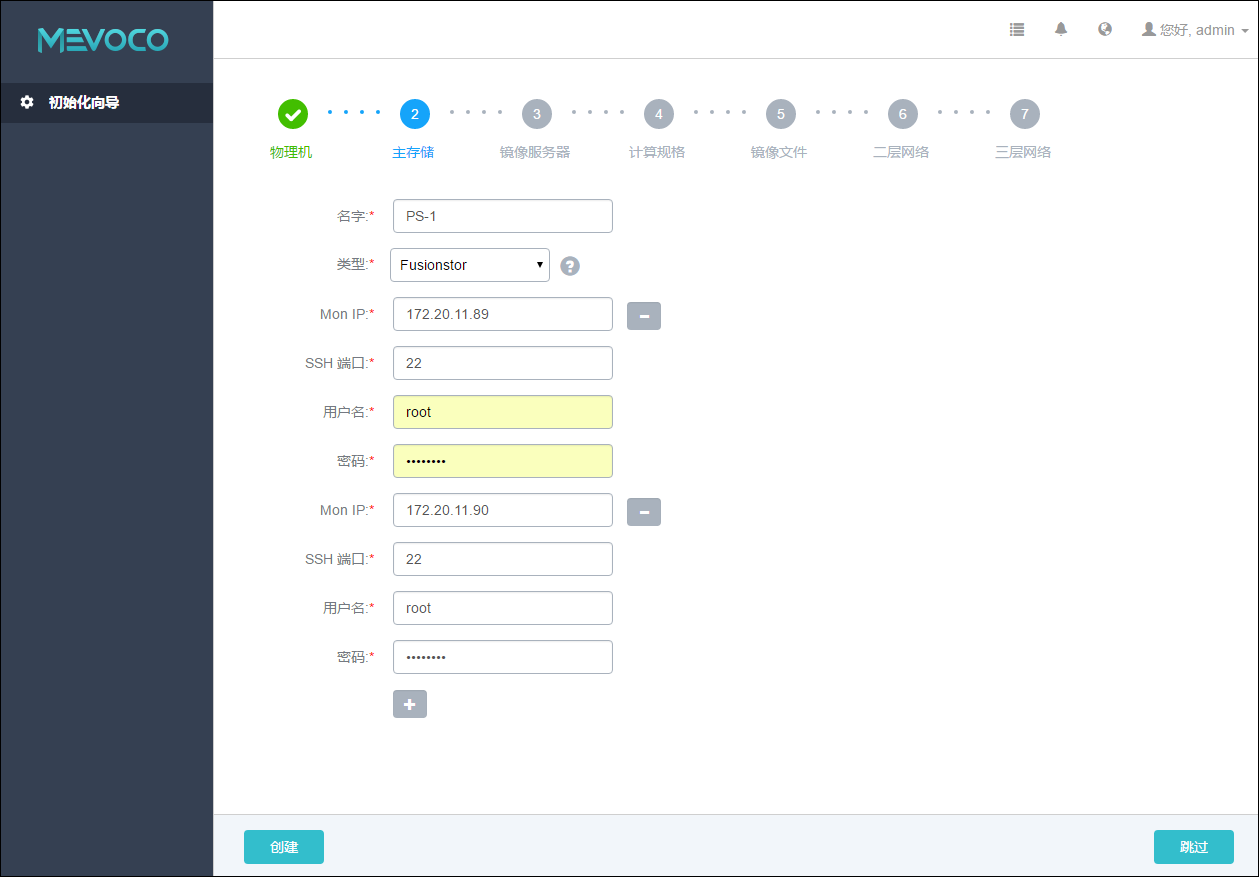 MEVOCO
您好, admin
初始化向导
2 3 4 5 6 7
物理机 主存储 镜像服务器 计算规格 镜像文件 二层网络 三层网络
名字:* PS-1
类型:* Fusionstor ?
Mon IP:* 172.20.11.89
SSH 端口:* 22
用户名:* root
密码:* ••••••••
Mon IP:* 172.20.11.90
SSH 端口:* 22
用户名:* root
密码:* ••••••••
创建 跳过